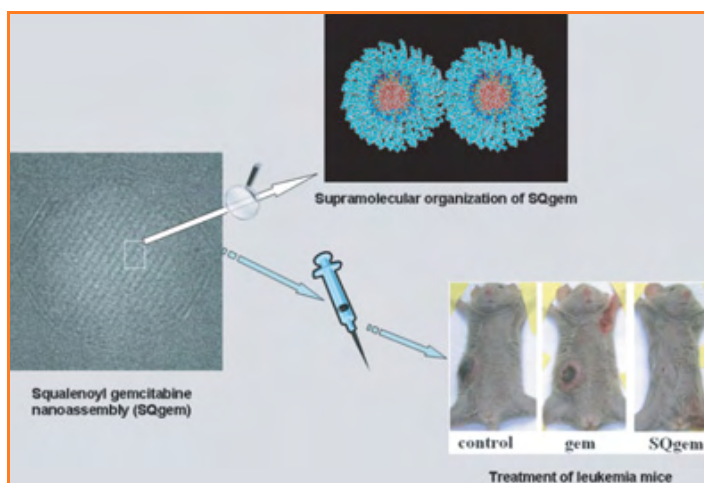 Supramolecular organization of SQgem
Squalenoyl gemcitabine
nanoassembly (SQgem)
control gem SQgem
Treatment of leukemia mice